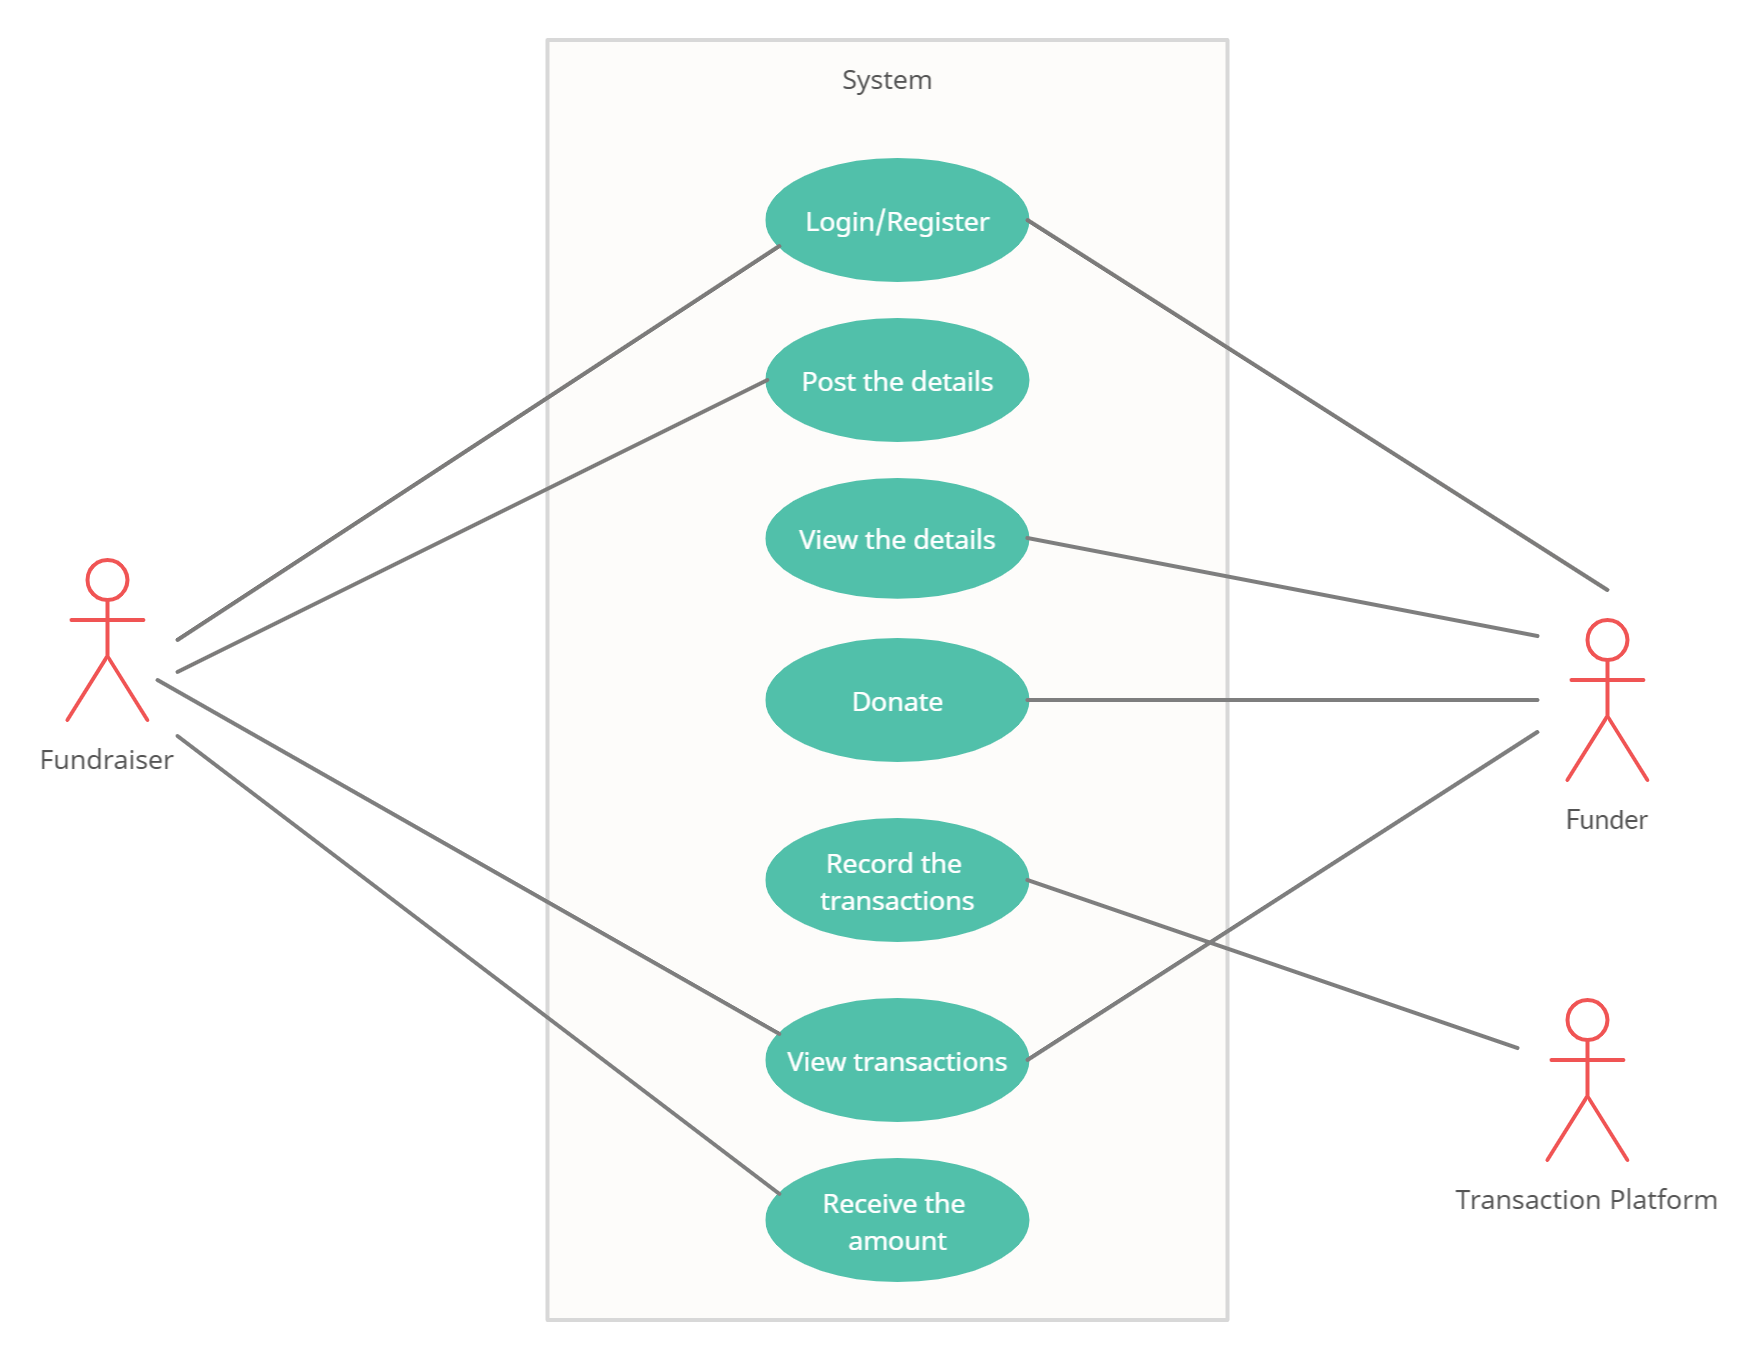 System
Login/Register
Post the details
View the details
Donate
Record the
transactions
View transactions
Receive the
amount
Fundraiser
Funder
Transaction Platform